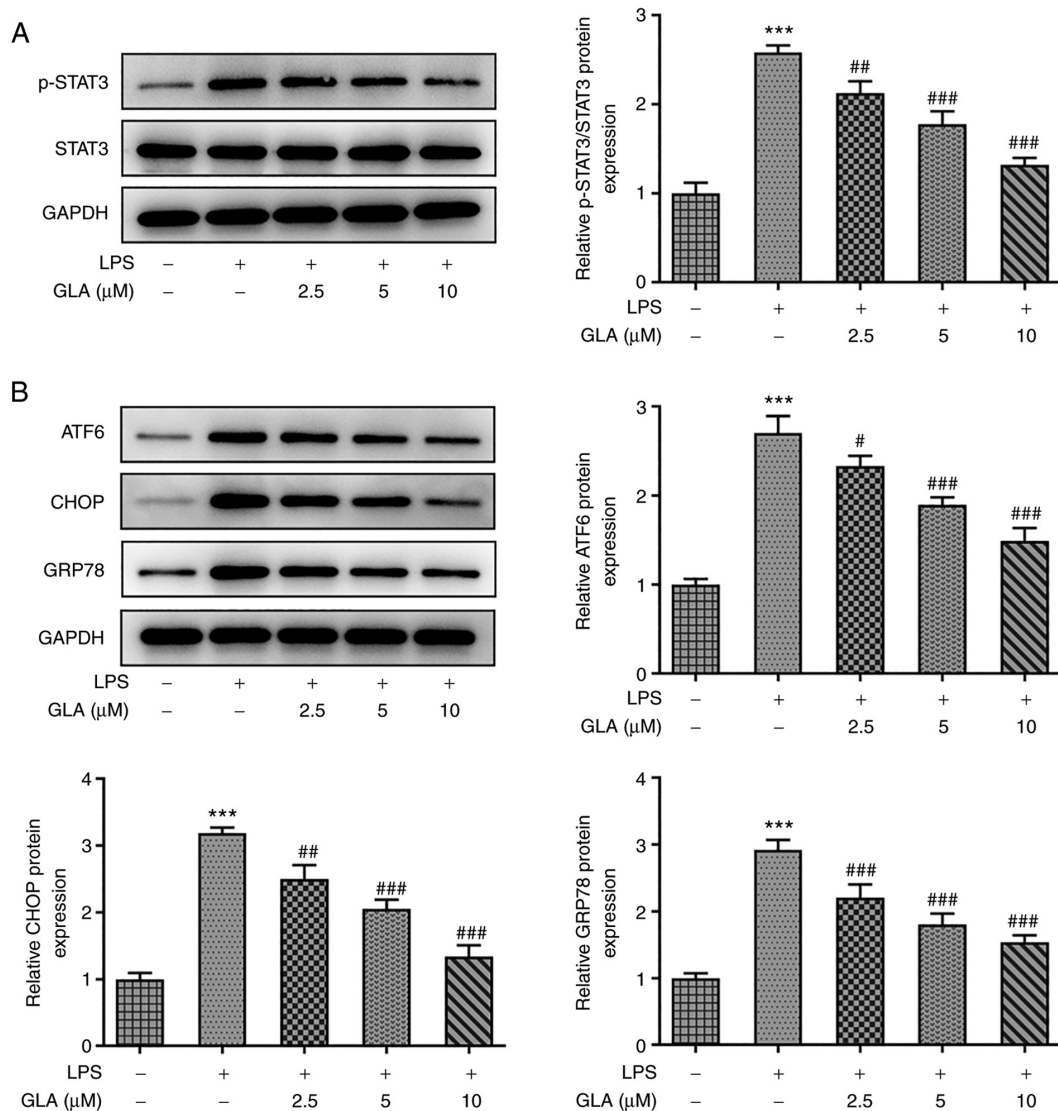 A
p-STAT3
STAT3
GAPDH
LPS – + + + +
GLA (μM) – – 2.5 5 10
Relative p-STAT3/STAT3 protein
expression
3
2
1
0
***
##
###
###
LPS – + + + +
GLA (μM) – – 2.5 5 10
B
ATF6
CHOP
GRP78
GAPDH
LPS – + + + +
GLA (μM) – – 2.5 5 10
Relative ATF6 protein
expression
3
2
1
0
***
#
###
###
LPS – + + + +
GLA (μM) – – 2.5 5 10
Relative CHOP protein
expression
4
3
2
1
0
***
##
###
###
LPS – + + + +
GLA (μM) – – 2.5 5 10
Relative GRP78 protein
expression
4
3
2
1
0
***
###
###
###
LPS – + + + +
GLA (μM) – – 2.5 5 10